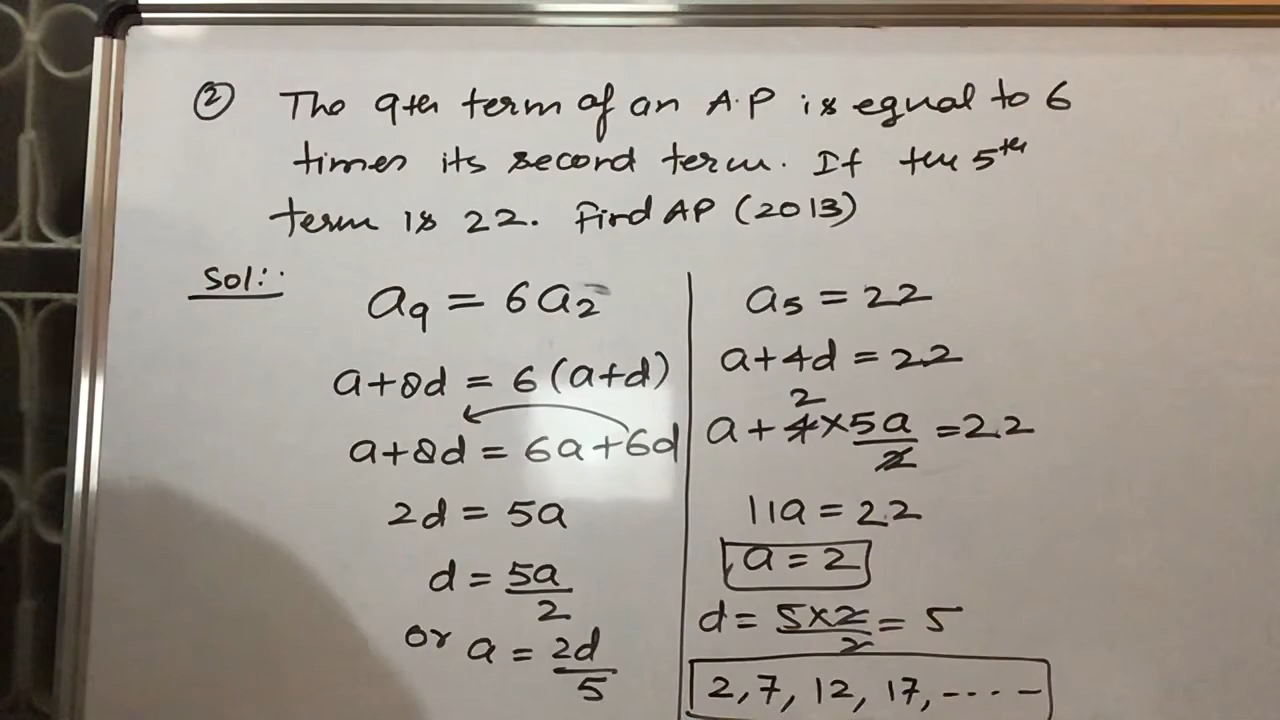 ② The 9th term of an A.P is equal to 6
times its second term. If the 5th
term is 22. Find AP (2013)
Sol:-
a₉ = 6a₂
a+8d = 6(a+d)
a+8d = 6a+6d
2d = 5a
d = 5a/2
or a = 2d/5
a₅ = 22
a+4d = 22
2
a + 4×5a/2 = 22
11a = 22
a = 2
d = 5×2/2 = 5
2, 7, 12, 17, -----